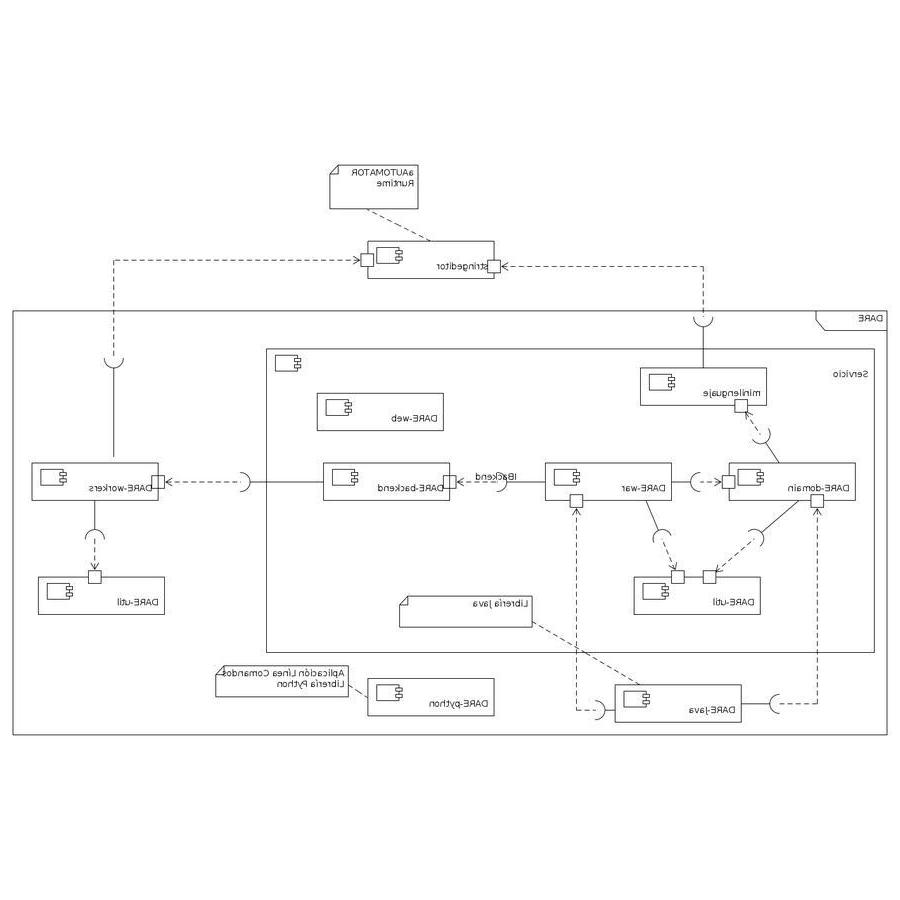 aAUTOMATOR
Runtime
stringeditor
DARE
Servicio
minilenguaje
DARE-web
DARE-domain
DARE-war
IBackend
DARE-backend
DARE-workers
DARE-util
DARE-util
Librería Java
Aplicación Línea Comandos
Librería Python
DARE-python
DARE-java